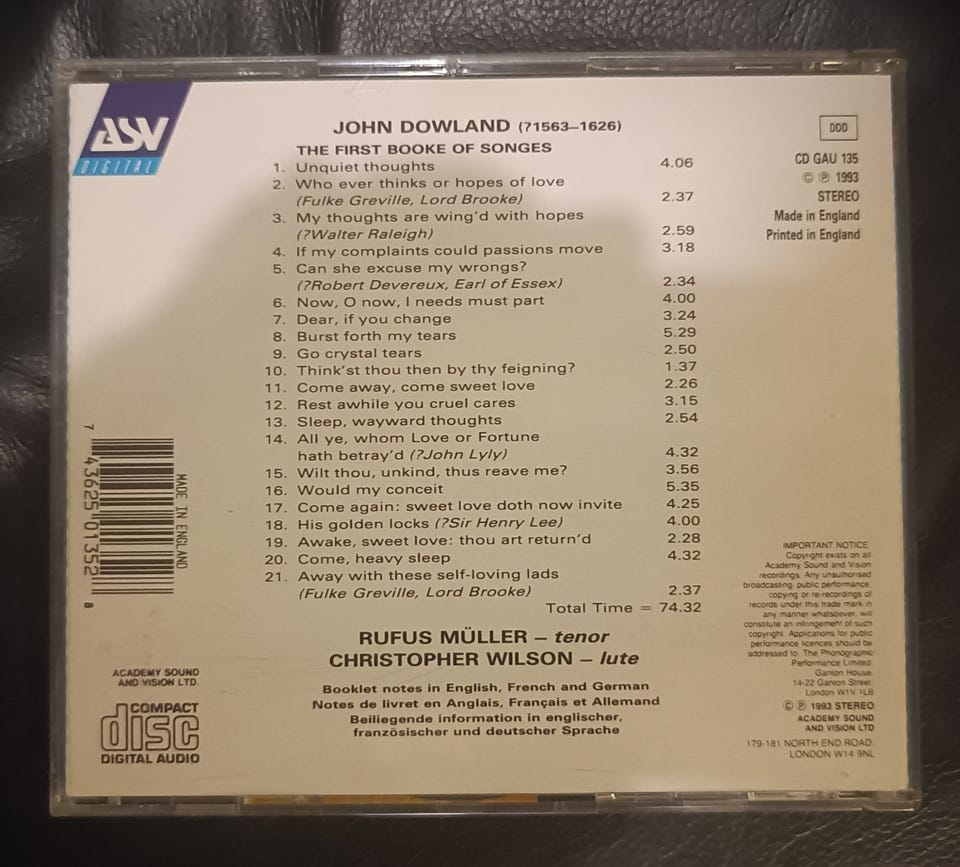 ASV
DIGITAL
JOHN DOWLAND (?1563–1626)
THE FIRST BOOKE OF SONGES
1. Unquiet thoughts 4.06
2. Who ever thinks or hopes of love
(Fulke Greville, Lord Brooke) 2.37
3. My thoughts are wing'd with hopes
(?Walter Raleigh) 2.59
4. If my complaints could passions move 3.18
5. Can she excuse my wrongs?
(?Robert Devereux, Earl of Essex) 2.34
6. Now, O now, I needs must part 4.00
7. Dear, if you change 3.24
8. Burst forth my tears 5.29
9. Go crystal tears 2.50
10. Think'st thou then by thy feigning? 1.37
11. Come away, come sweet love 2.26
12. Rest awhile you cruel cares 3.15
13. Sleep, wayward thoughts 2.54
14. All ye, whom Love or Fortune
hath betray'd (?John Lyly) 4.32
15. Wilt thou, unkind, thus reave me? 3.56
16. Would my conceit 5.35
17. Come again: sweet love doth now invite 4.25
18. His golden locks (?Sir Henry Lee) 4.00
19. Awake, sweet love: thou art return'd 2.28
20. Come, heavy sleep 4.32
21. Away with these self-loving lads
(Fulke Greville, Lord Brooke) 2.37
Total Time = 74.32
RUFUS MÜLLER – tenor
CHRISTOPHER WILSON – lute
Booklet notes in English, French and German
Notes de livret en Anglais, Français et Allemand
Beiliegende information in englischer,
französischer und deutscher Sprache
DDD
CD GAU 135
© ℗ 1993
STEREO
Made in England
Printed in England
7 43625 01352 8
MADE IN ENGLAND
ACADEMY SOUND
AND VISION LTD.
COMPACT
disc
DIGITAL AUDIO
IMPORTANT NOTICE.
Copyright exists on all
Academy Sound and Vision
recordings. Any unauthorised
broadcasting, public performance,
copying or re-recordings of
records under this trade mark in
any manner whatsoever, will
constitute an infringement of such
copyright. Applications for public
performance licences should be
addressed to: The Phonographic
Performance Limited,
Ganton House,
14-22 Ganton Street,
London W1V 1LB
© ℗ 1993 STEREO
ACADEMY SOUND
AND VISION LTD
179-181 NORTH END ROAD,
LONDON W14 9NL